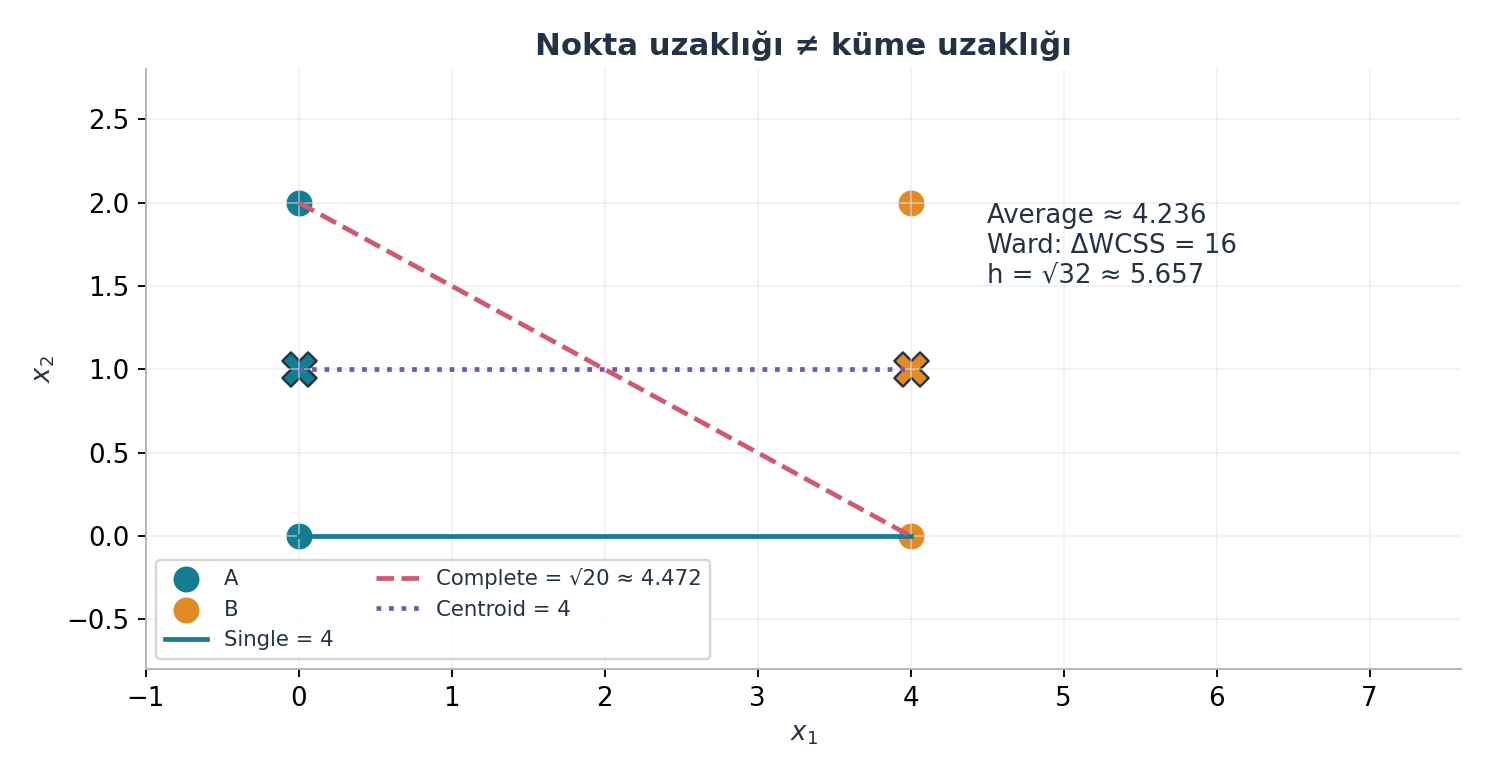 Nokta uzaklığı ≠ küme uzaklığı
x₂
2.5
2.0
1.5
1.0
0.5
0.0
−0.5
Average ≈ 4.236
Ward: ΔWCSS = 16
h = √32 ≈ 5.657
A
B
Single = 4
Complete = √20 ≈ 4.472
Centroid = 4
−1 0 1 2 3 4 5 6 7
x₁